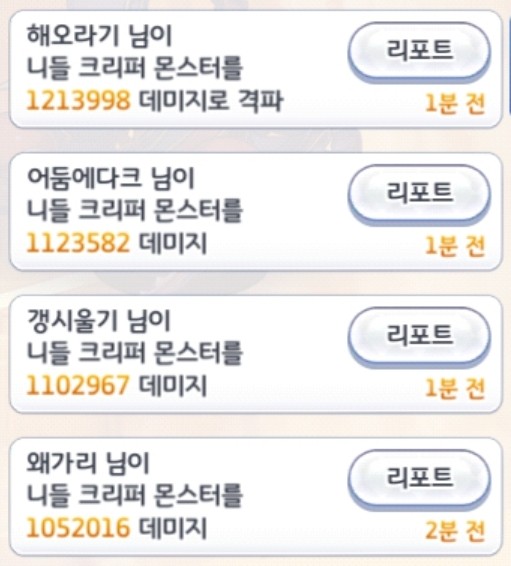 해오라기 님이
니들 크리퍼 몬스터를
1213998 데미지로 격파
리포트
1분 전
어둠에다크 님이
니들 크리퍼 몬스터를
1123582 데미지
리포트
1분 전
갱시울기 님이
니들 크리퍼 몬스터를
1102967 데미지
리포트
1분 전
왜가리 님이
니들 크리퍼 몬스터를
1052016 데미지
리포트
2분 전